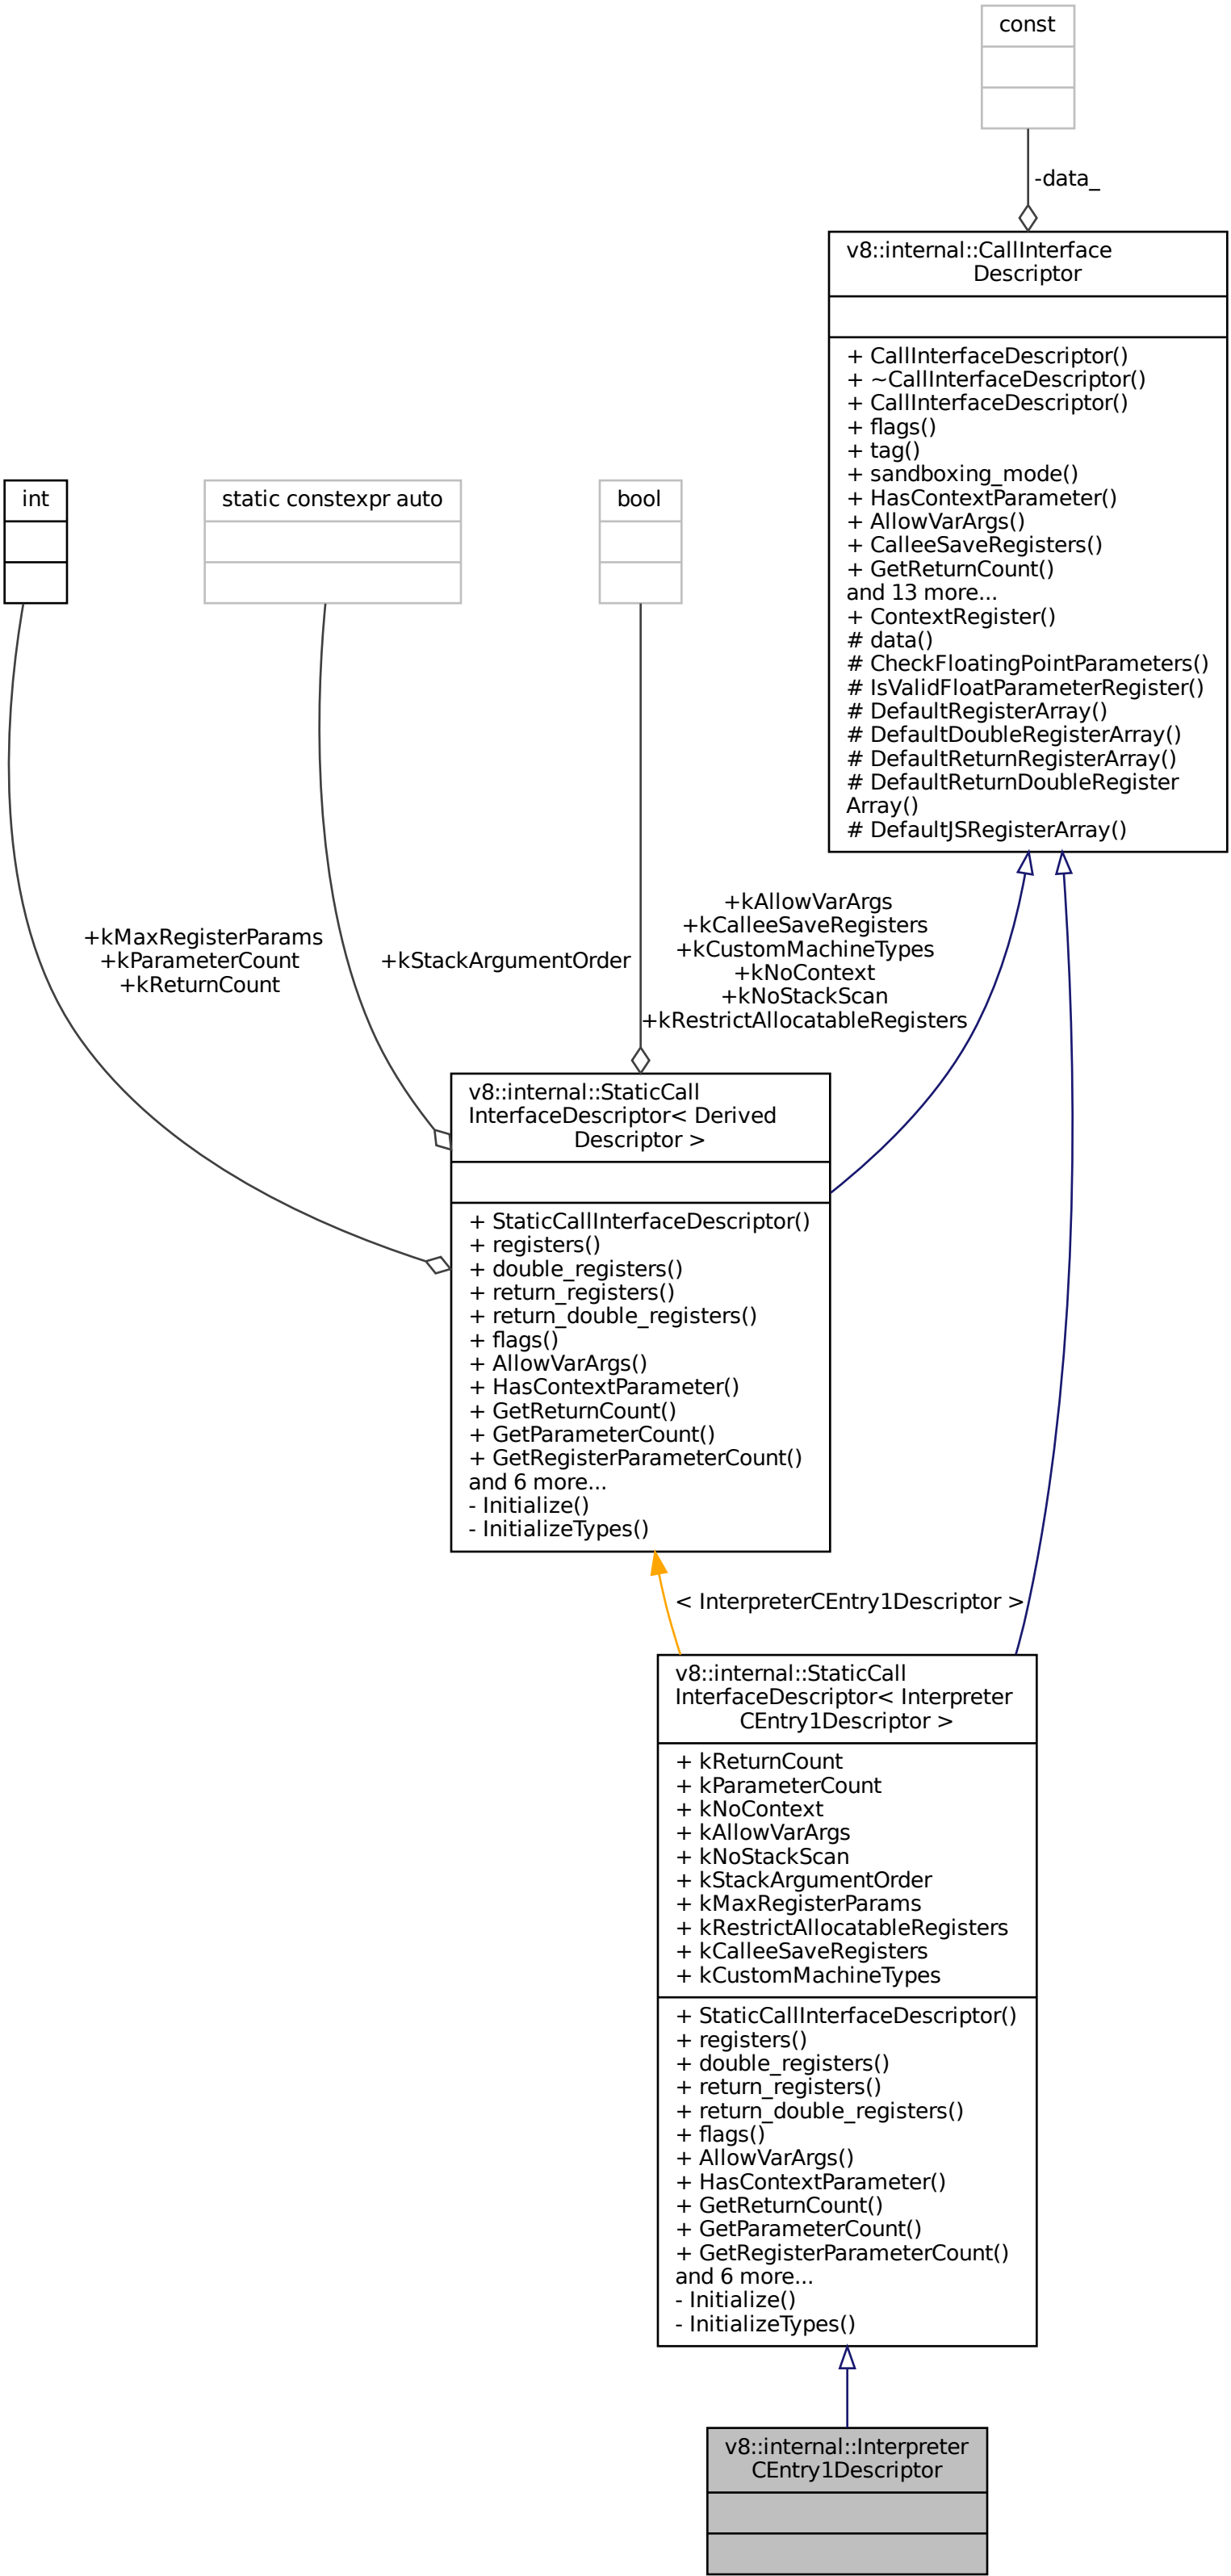 const
-data_
v8::internal::CallInterface
Descriptor
+ CallInterfaceDescriptor()
+ ~CallInterfaceDescriptor()
+ CallInterfaceDescriptor()
+ flags()
+ tag()
+ sandboxing_mode()
+ HasContextParameter()
+ AllowVarArgs()
+ CalleeSaveRegisters()
+ GetReturnCount()
and 13 more...
+ ContextRegister()
# data()
# CheckFloatingPointParameters()
# IsValidFloatParameterRegister()
# DefaultRegisterArray()
# DefaultDoubleRegisterArray()
# DefaultReturnRegisterArray()
# DefaultReturnDoubleRegister
Array()
# DefaultJSRegisterArray()
int
static constexpr auto
bool
+kMaxRegisterParams
+kParameterCount
+kReturnCount
+kStackArgumentOrder
+kAllowVarArgs
+kCalleeSaveRegisters
+kCustomMachineTypes
+kNoContext
+kNoStackScan
+kRestrictAllocatableRegisters
v8::internal::StaticCall
InterfaceDescriptor< Derived
Descriptor >
+ StaticCallInterfaceDescriptor()
+ registers()
+ double_registers()
+ return_registers()
+ return_double_registers()
+ flags()
+ AllowVarArgs()
+ HasContextParameter()
+ GetReturnCount()
+ GetParameterCount()
+ GetRegisterParameterCount()
and 6 more...
- Initialize()
- InitializeTypes()
< InterpreterCEntry1Descriptor >
v8::internal::StaticCall
InterfaceDescriptor< Interpreter
CEntry1Descriptor >
+ kReturnCount
+ kParameterCount
+ kNoContext
+ kAllowVarArgs
+ kNoStackScan
+ kStackArgumentOrder
+ kMaxRegisterParams
+ kRestrictAllocatableRegisters
+ kCalleeSaveRegisters
+ kCustomMachineTypes
+ StaticCallInterfaceDescriptor()
+ registers()
+ double_registers()
+ return_registers()
+ return_double_registers()
+ flags()
+ AllowVarArgs()
+ HasContextParameter()
+ GetReturnCount()
+ GetParameterCount()
+ GetRegisterParameterCount()
and 6 more...
- Initialize()
- InitializeTypes()
v8::internal::Interpreter
CEntry1Descriptor